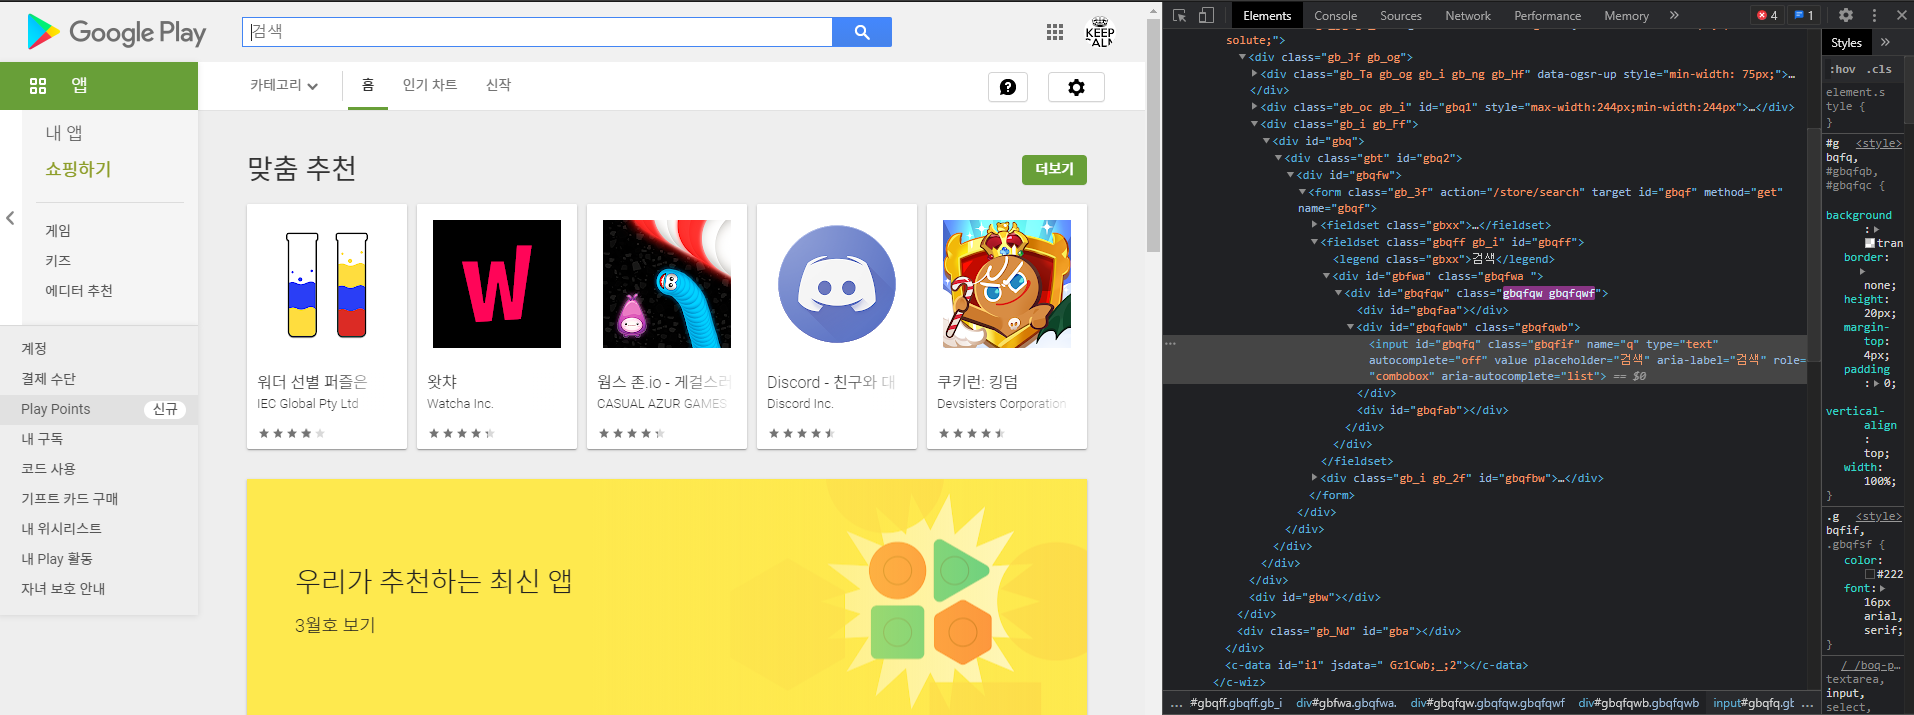 Google Play
검색
KEEP
앱
카테고리
홈
인기 차트
신작
내 앱
쇼핑하기
게임
키즈
에디터 추천
계정
결제 수단
Play Points 신규
내 구독
코드 사용
기프트 카드 구매
내 위시리스트
내 Play 활동
자녀 보호 안내
맞춤 추천
더보기
워더 선별 퍼즐은
IEC Global Pty Ltd
W
왓챠
Watcha Inc.
웜스 존.io - 게걸스러
CASUAL AZUR GAMES
Discord - 친구와 대
Discord Inc.
쿠키런: 킹덤
Devsisters Corporation
우리가 추천하는 최신 앱
3월호 보기
Elements Console Sources Network Performance Memory » 4 1
solute;">
<div class="gb_Jf gb_og">
<div class="gb_Ta gb_og gb_i gb_ng gb_Hf" data-ogsr-up style="min-width: 75px;">…
</div>
<div class="gb_oc gb_i" id="gbq1" style="max-width:244px;min-width:244px">…</div>
<div class="gb_i gb_Ff">
<div id="gbq">
<div class="gbt" id="gbq2">
<div id="gbqfw">
<form class="gb_3f" action="/store/search" target id="gbqf" method="get"
name="gbqf">
<fieldset class="gbxx">…</fieldset>
<fieldset class="gbqff gb_i" id="gbqff">
<legend class="gbxx">검색</legend>
<div id="gbfwa" class="gbqfwa ">
<div id="gbqfqw" class="gbqfqw gbqfqwf">
<div id="gbqfaa"></div>
<div id="gbqfqwb" class="gbqfqwb">
… <input id="gbqfq" class="gbqfif" name="q" type="text"
autocomplete="off" value placeholder="검색" aria-label="검색" role=
"combobox" aria-autocomplete="list"> == $0
</div>
<div id="gbqfab"></div>
</div>
</div>
</fieldset>
<div class="gb_i gb_2f" id="gbqfbw">…</div>
</form>
</div>
</div>
</div>
</div>
</div>
<div id="gbw"></div>
</div>
<div class="gb_Nd" id="gba"></div>
</div>
<c-data id="i1" jsdata=" Gz1Cwb;_;2"></c-data>
</c-wiz>
… #gbqff.gbqff.gb_i div#gbfwa.gbqfwa. div#gbqfqw.gbqfqw.gbqfqwf div#gbqfqwb.gbqfqwb input#gbqfq.gt …
Styles »
:hov .cls
element.s
tyle {
}
#g <style>
bqfq,
#gbqfqb,
#gbqfqc {
background
:
tran
border:
none;
height:
20px;
margin-
top:
4px;
padding
: 0;
vertical-
align
:
top;
width:
100%;
}
.g <style>
bqfif,
.gbqfsf {
color:
#222
font:
16px
arial,
serif;
}
/_/boq-p…
textarea,
input,
select,